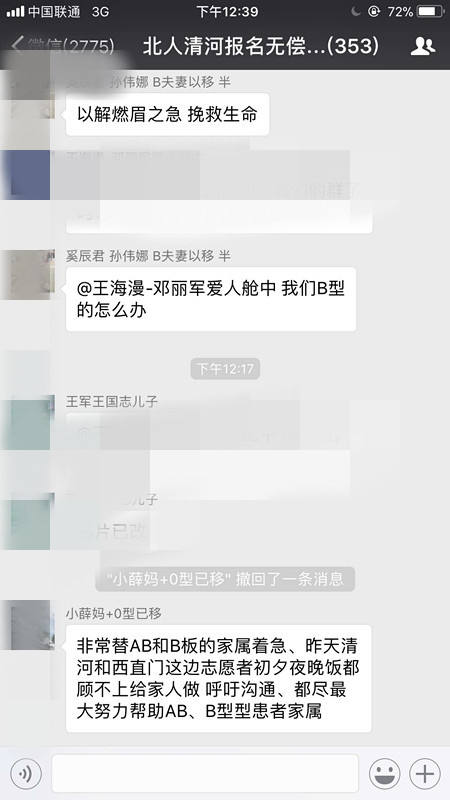 中国联通 3G 下午12:39 72%
微信(2775) 北人清河报名无偿...(353)
孙伟娜 B夫妻以移 半
以解燃眉之急 挽救生命
奚辰君 孙伟娜 B夫妻以移 半
@王海漫-邓丽军爱人舱中 我们B型
的怎么办
下午12:17
王军王国志儿子
儿子
片已改
"小薛妈+0型已移" 撤回了一条消息
小薛妈+0型已移
非常替AB和B板的家属着急、昨天清
河和西直门这边志愿者初夕夜晚饭都
顾不上给家人做 呼吁沟通、都尽最
大努力帮助AB、B型型患者家属